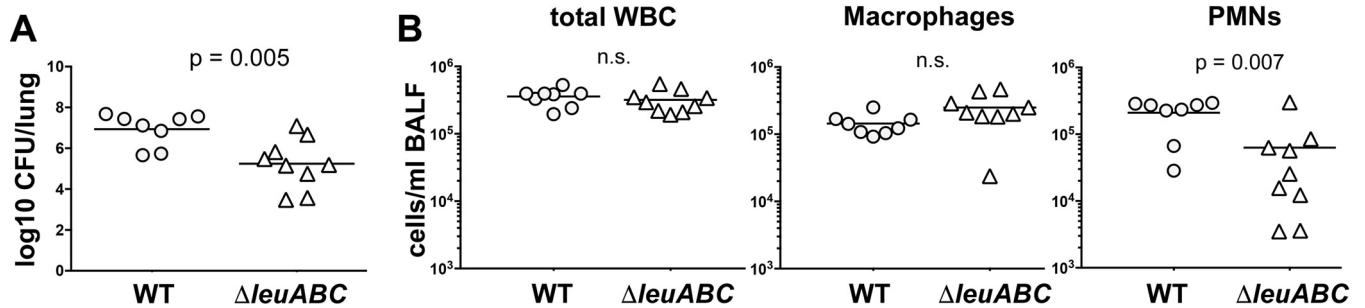 A
p = 0.005
log10 CFU/lung
10
8
6
4
2
0
WT
ΔleuABC
B
total WBC
n.s.
cells/ml BALF
10⁶
10⁵
10⁴
10³
WT
ΔleuABC
Macrophages
n.s.
10⁶
10⁵
10⁴
10³
WT
ΔleuABC
PMNs
p = 0.007
10⁶
10⁵
10⁴
10³
WT
ΔleuABC